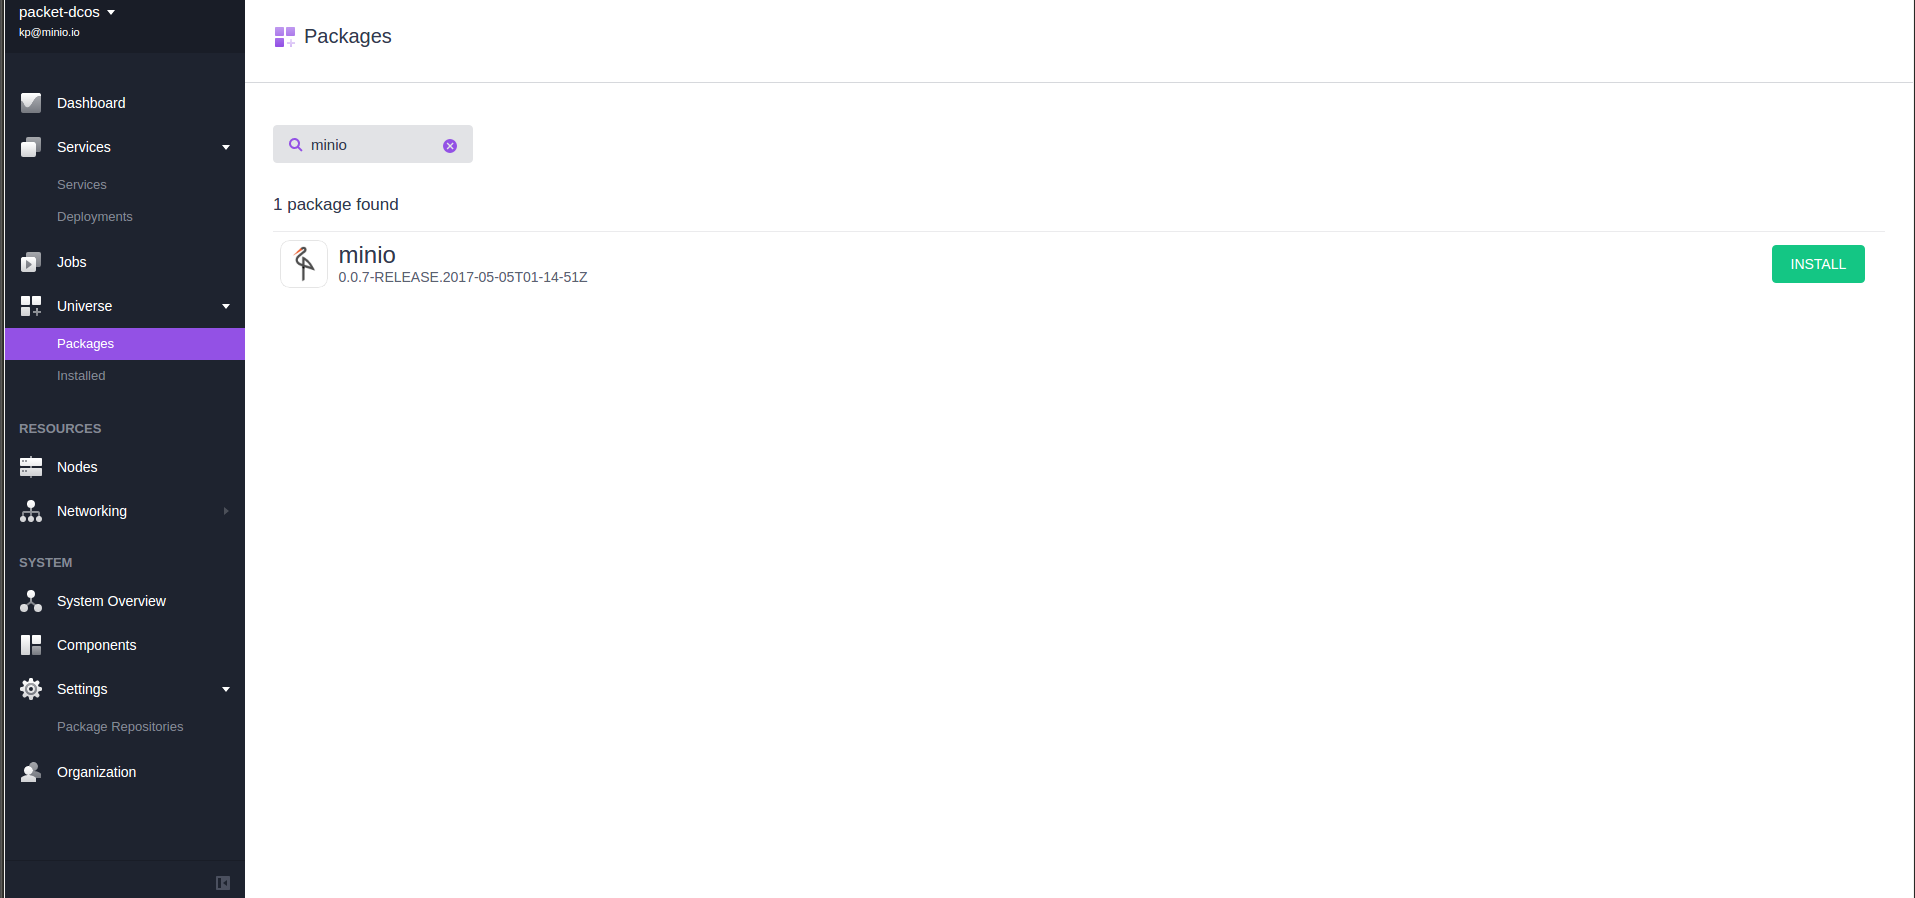 packet-dcos
kp@minio.io
Dashboard
Services
Services
Deployments
Jobs
Universe
Packages
Installed
RESOURCES
Nodes
Networking
SYSTEM
System Overview
Components
Settings
Package Repositories
Organization
Packages
minio
1 package found
minio
0.0.7-RELEASE.2017-05-05T01-14-51Z
INSTALL